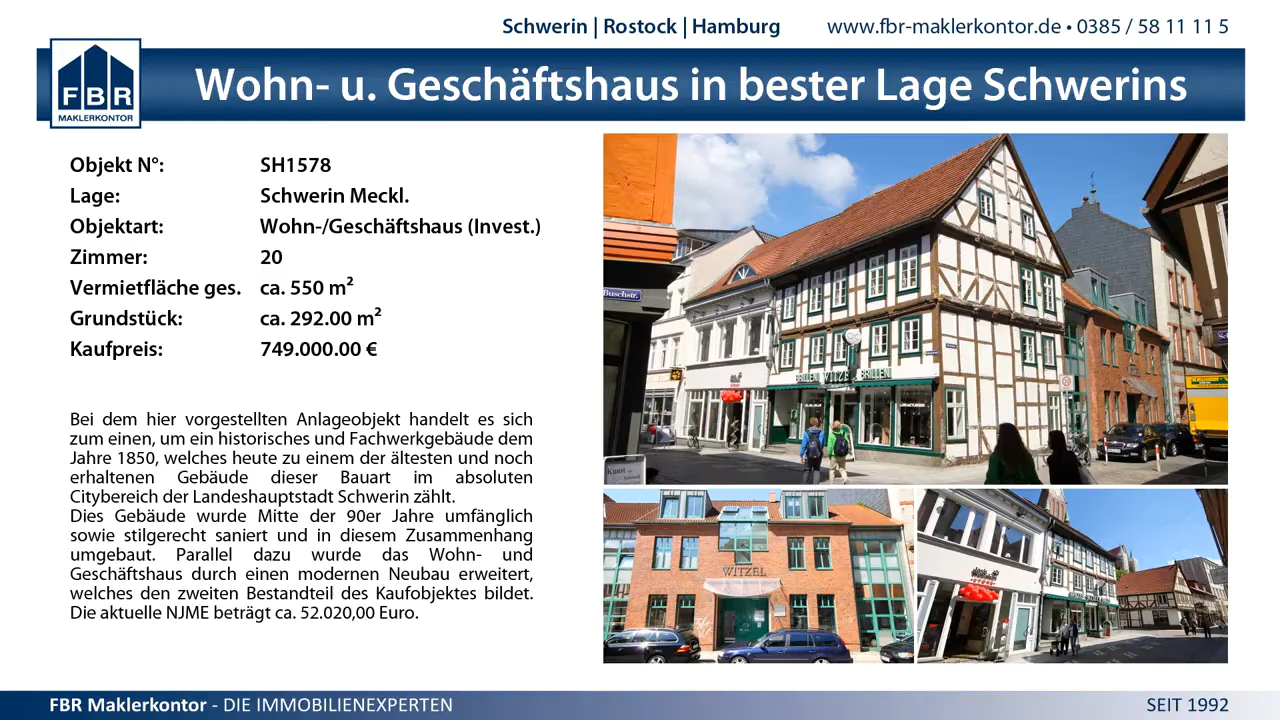 Schwerin | Rostock | Hamburg www.fbr-maklerkontor.de • 0385 / 58 11 11 5
FBR
MAKLERKONTOR
Wohn- u. Geschäftshaus in bester Lage Schwerins
Objekt N°: SH1578
Lage: Schwerin Meckl.
Objektart: Wohn-/Geschäftshaus (Invest.)
Zimmer: 20
Vermietfläche ges. ca. 550 m²
Grundstück: ca. 292.00 m²
Kaufpreis: 749.000.00 €
Bei dem hier vorgestellten Anlageobjekt handelt es sich
zum einen, um ein historisches und Fachwerkgebäude dem
Jahre 1850, welches heute zu einem der ältesten und noch
erhaltenen Gebäude dieser Bauart im absoluten
Citybereich der Landeshauptstadt Schwerin zählt.
Dies Gebäude wurde Mitte der 90er Jahre umfänglich
sowie stilgerecht saniert und in diesem Zusammenhang
umgebaut. Parallel dazu wurde das Wohn- und
Geschäftshaus durch einen modernen Neubau erweitert,
welches den zweiten Bestandteil des Kaufobjektes bildet.
Die aktuelle NJME beträgt ca. 52.020,00 Euro.
Buschstr.
BRILLEN WITZEL BRILLEN
Kunst
WITZEL
FBR Maklerkontor - DIE IMMOBILIENEXPERTEN SEIT 1992